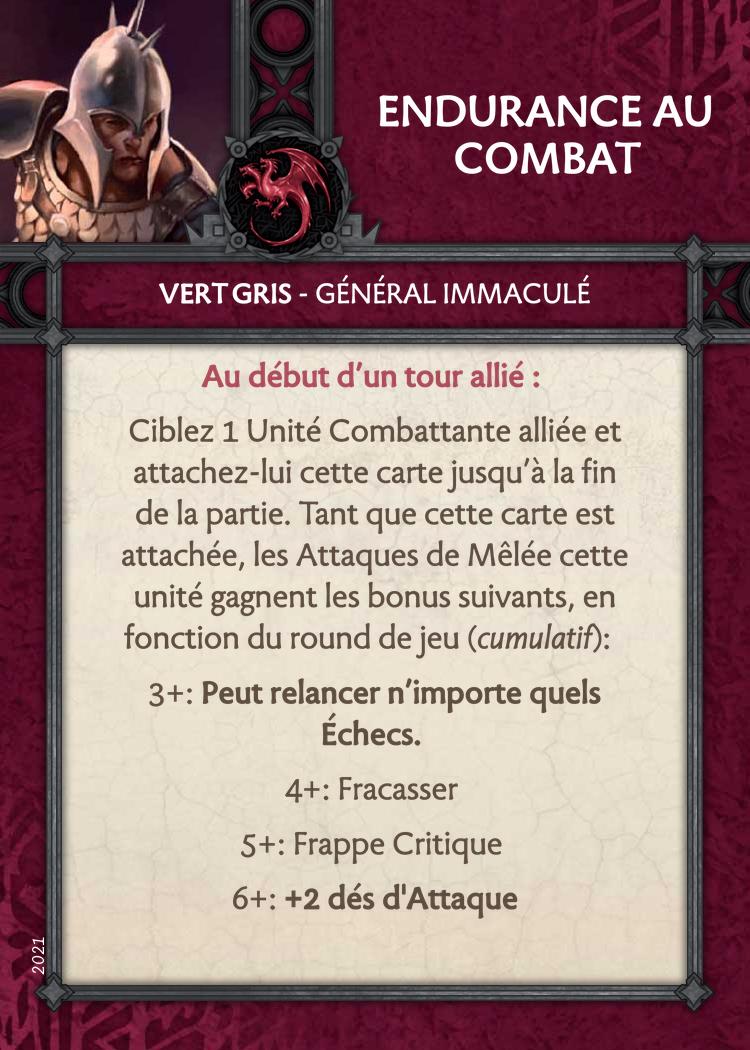 ENDURANCE AU
COMBAT
VERT GRIS - GÉNÉRAL IMMACULÉ
Au début d’un tour allié :
Ciblez 1 Unité Combattante alliée et
attachez-lui cette carte jusqu’à la fin
de la partie. Tant que cette carte est
attachée, les Attaques de Mêlée cette
unité gagnent les bonus suivants, en
fonction du round de jeu (cumulatif):
3+: Peut relancer n’importe quels
Échecs.
4+: Fracasser
5+: Frappe Critique
6+: +2 dés d'Attaque
2021